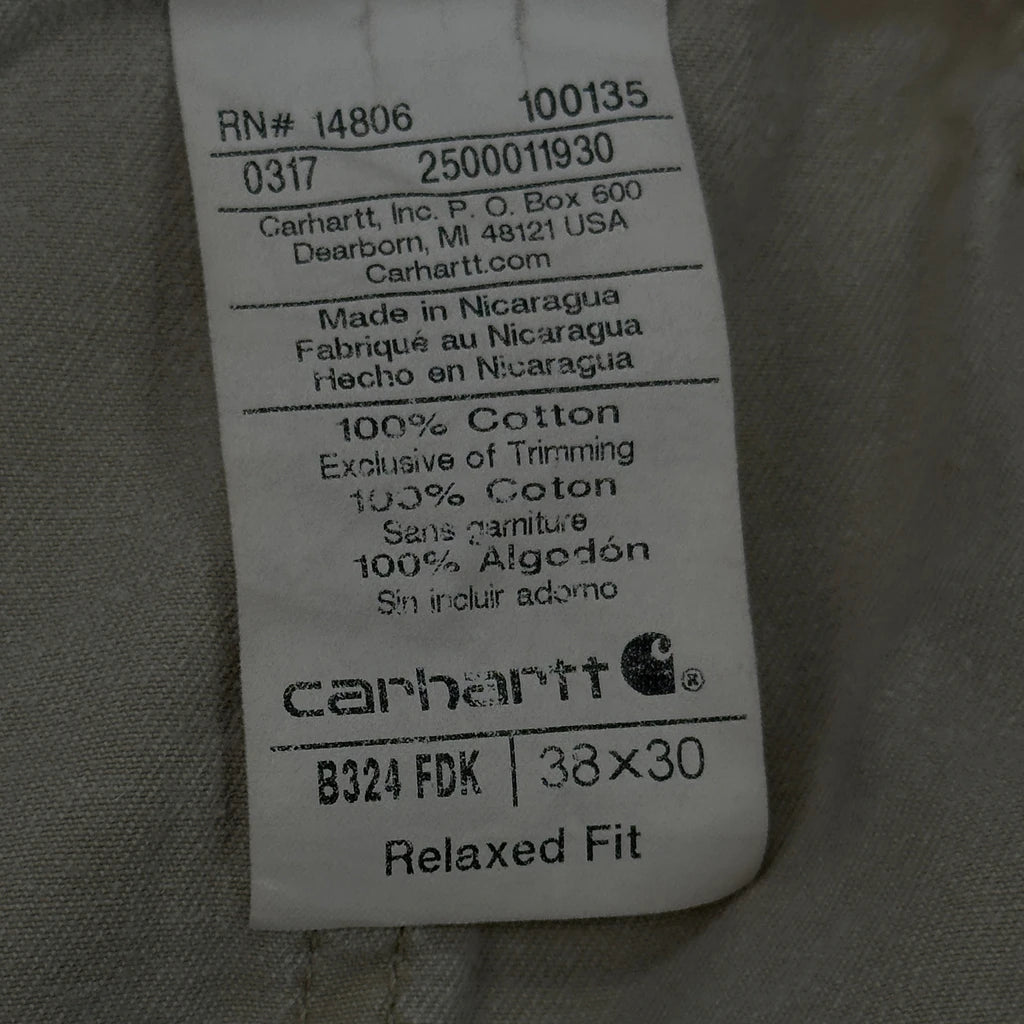 RN# 14806 100135
0317 2500011930
Carhartt, Inc. P. O. Box 600
Dearborn, MI 48121 USA
Carhartt.com
Made in Nicaragua
Fabriqué au Nicaragua
Hecho en Nicaragua
100% Cotton
Exclusive of Trimming
100% Coton
Sans garniture
100% Algodón
Sin incluir adorno
carhartt ®
B324 FDK | 38x30
Relaxed Fit